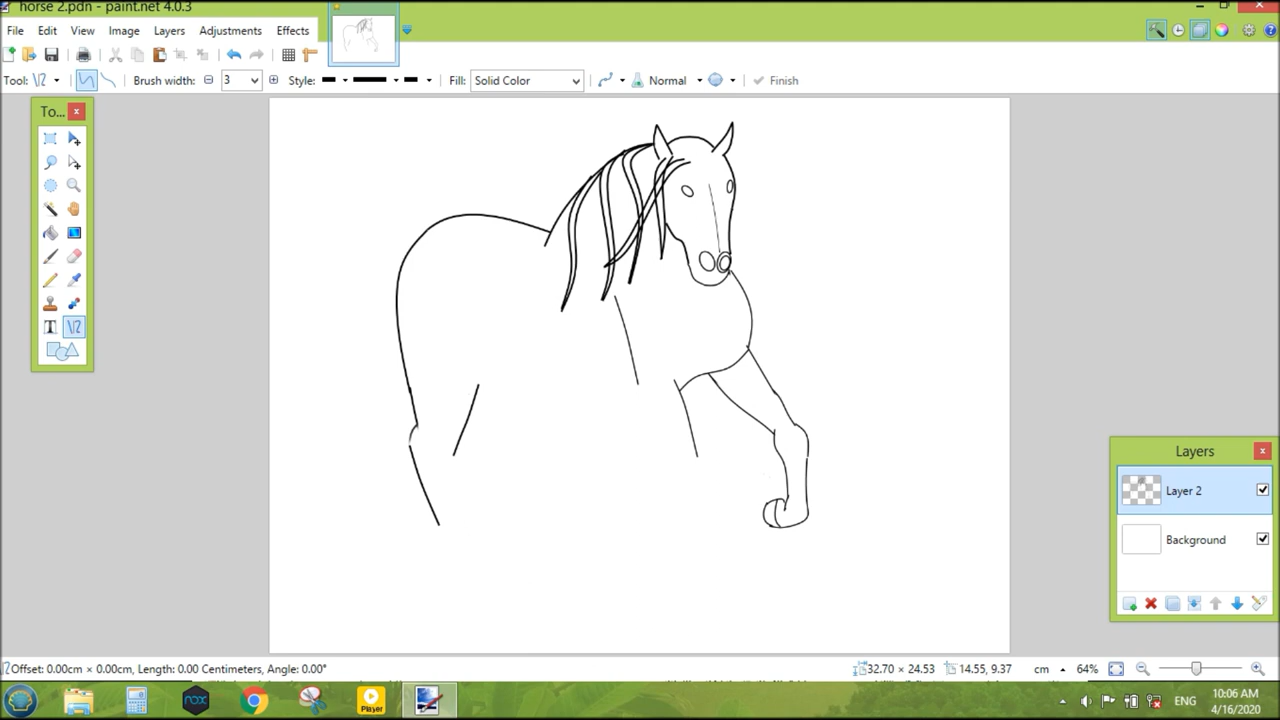 horse 2.pdn - paint.net 4.0.3
File Edit View Image Layers Adjustments Effects
Tool: Brush width: 3 Style: Fill: Solid Color Normal Finish
To...
T
Layers
Layer 2
Background
Offset: 0.00cm × 0.00cm, Length: 0.00 Centimeters, Angle: 0.00° 32.70 × 24.53 14.55, 9.37 cm 64%
nox
Player
ENG
10:06 AM
4/16/2020